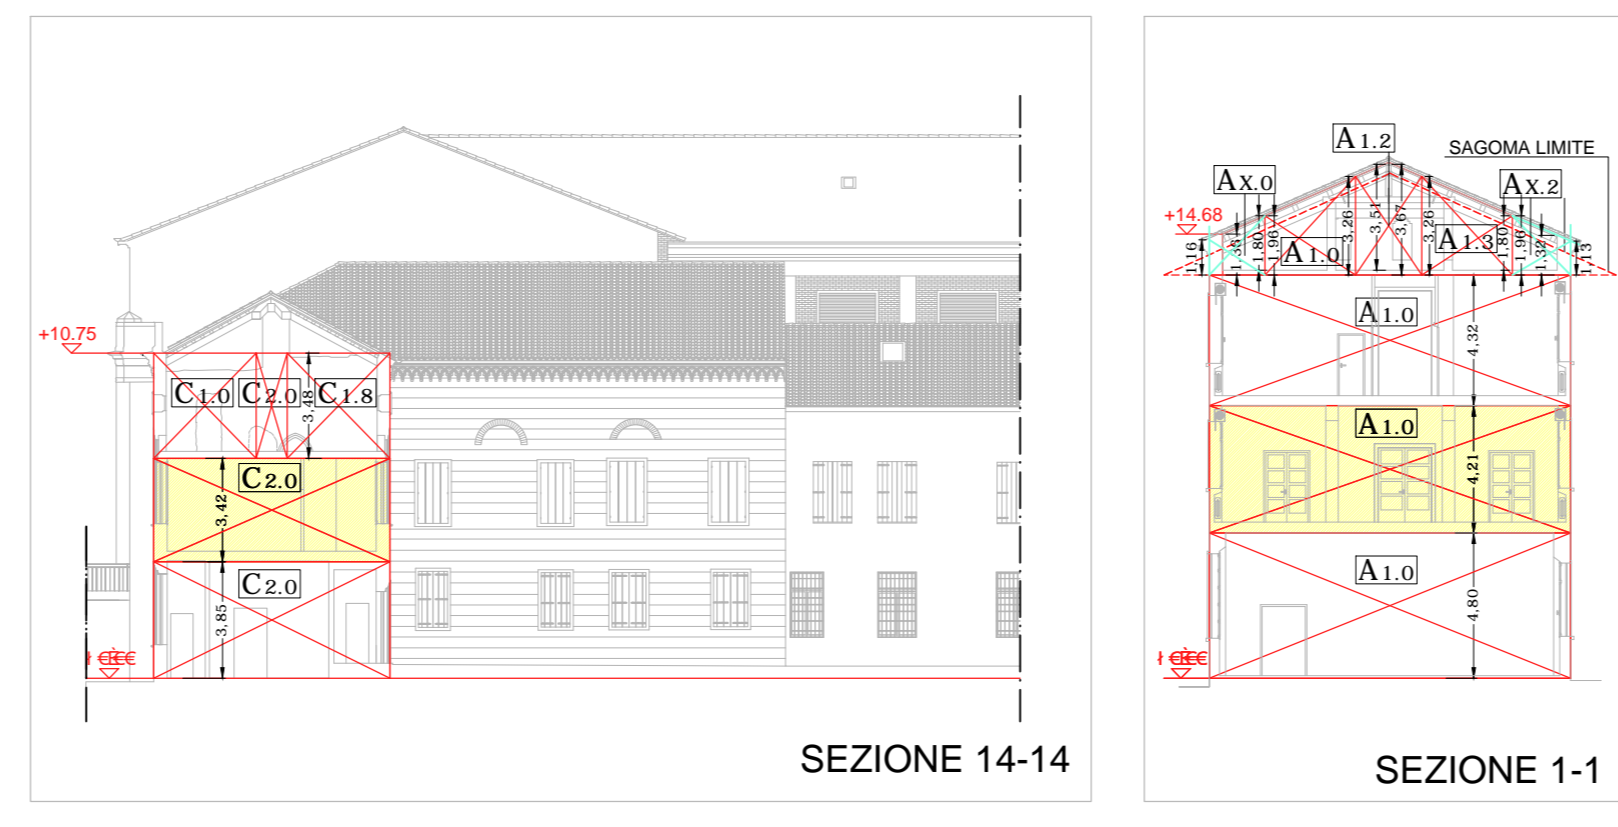 +10.75
C1.0 C2.0 C1.8
3,48
C2.0
3,42
C2.0
3,85
SEZIONE 14-14
A1.2
SAGOMA LIMITE
AX.0
AX.2
+14.68
1,16
1,80
1,96
3,26
3,51
3,67
3,26
1,80
1,96
1,32
1,13
A1.0
A1.3
A1.0
4,32
A1.0
4,21
A1.0
4,80
SEZIONE 1-1